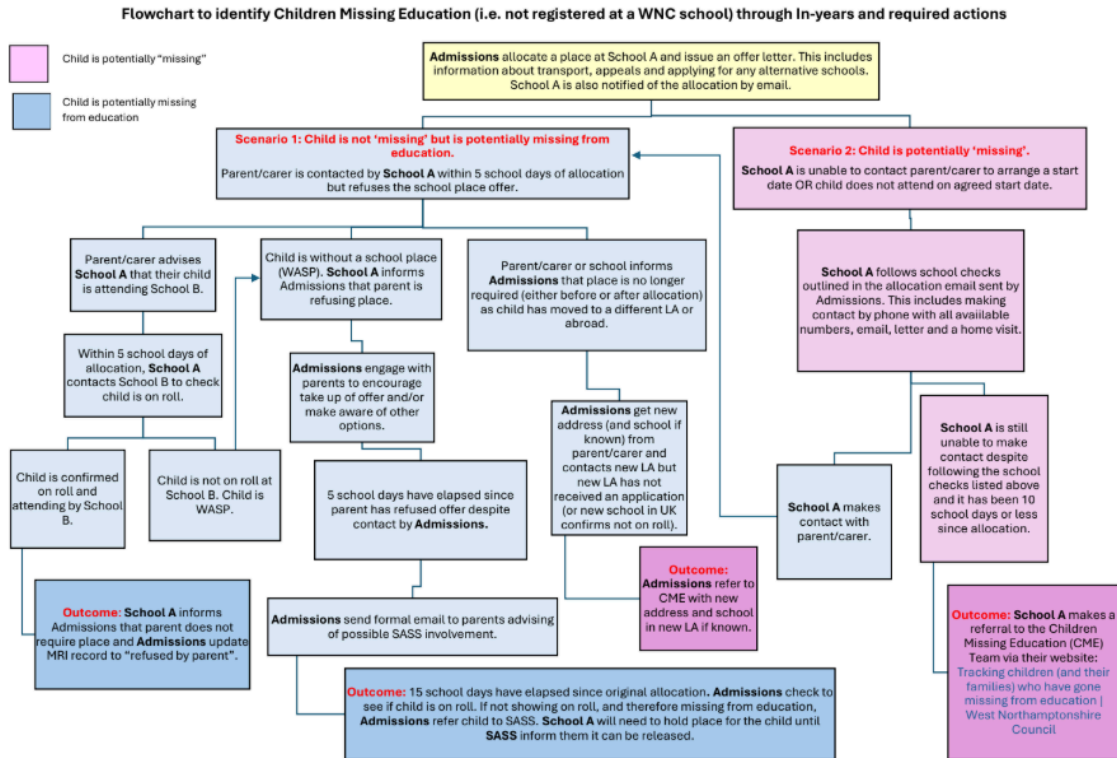 Flowchart to identify Children Missing Education (i.e. not registered at a WNC school) through In-years and required actions
Child is potentially "missing"
Child is potentially missing
from education
Admissions allocate a place at School A and issue an offer letter. This includes
information about transport, appeals and applying for any alternative schools.
School A is also notified of the allocation by email.
Scenario 1: Child is not 'missing' but is potentially missing from
education.
Parent/carer is contacted by School A within 5 school days of allocation
but refuses the school place offer.
Scenario 2: Child is potentially 'missing'.
School A is unable to contact parent/carer to arrange a start
date OR child does not attend on agreed start date.
Parent/carer advises
School A that their child
is attending School B.
Child is without a school place
(WASP). School A informs
Admissions that parent is
refusing place.
Parent/carer or school informs
Admissions that place is no longer
required (either before or after allocation)
as child has moved to a different LA or
abroad.
School A follows school checks
outlined in the allocation email sent by
Admissions. This includes making
contact by phone with all avaiilable
numbers, email, letter and a home visit.
Within 5 school days of
allocation, School A
contacts School B to check
child is on roll.
Admissions engage with
parents to encourage
take up of offer and/or
make aware of other
options.
Admissions get new
address (and school if
known) from
parent/carer and
contacts new LA but
new LA has not
received an application
(or new school in UK
confirms not on roll).
School A is still
unable to make
contact despite
following the school
checks listed above
and it has been 10
school days or less
since allocation.
Child is confirmed
on roll and
attending by School
B.
Child is not on roll at
School B. Child is
WASP.
5 school days have elapsed since
parent has refused offer despite
contact by Admissions.
School A makes
contact with
parent/carer.
Outcome:
Admissions refer to
CME with new
address and school
in new LA if known.
Outcome: School A informs
Admissions that parent does not
require place and Admissions update
MRI record to "refused by parent".
Admissions send formal email to parents advising
of possible SASS involvement.
Outcome: School A makes a
referral to the Children
Missing Education (CME)
Team via their website:
Tracking children (and their
families) who have gone
missing from education |
West Northamptonshire
Council
Outcome: 15 school days have elapsed since original allocation. Admissions check to
see if child is on roll. If not showing on roll, and therefore missing from education,
Admissions refer child to SASS. School A will need to hold place for the child until
SASS inform them it can be released.